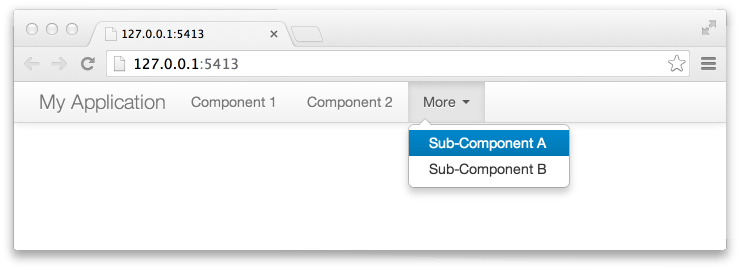 127.0.0.1:5413
127.0.0.1:5413
My Application Component 1 Component 2 More
Sub-Component A
Sub-Component B